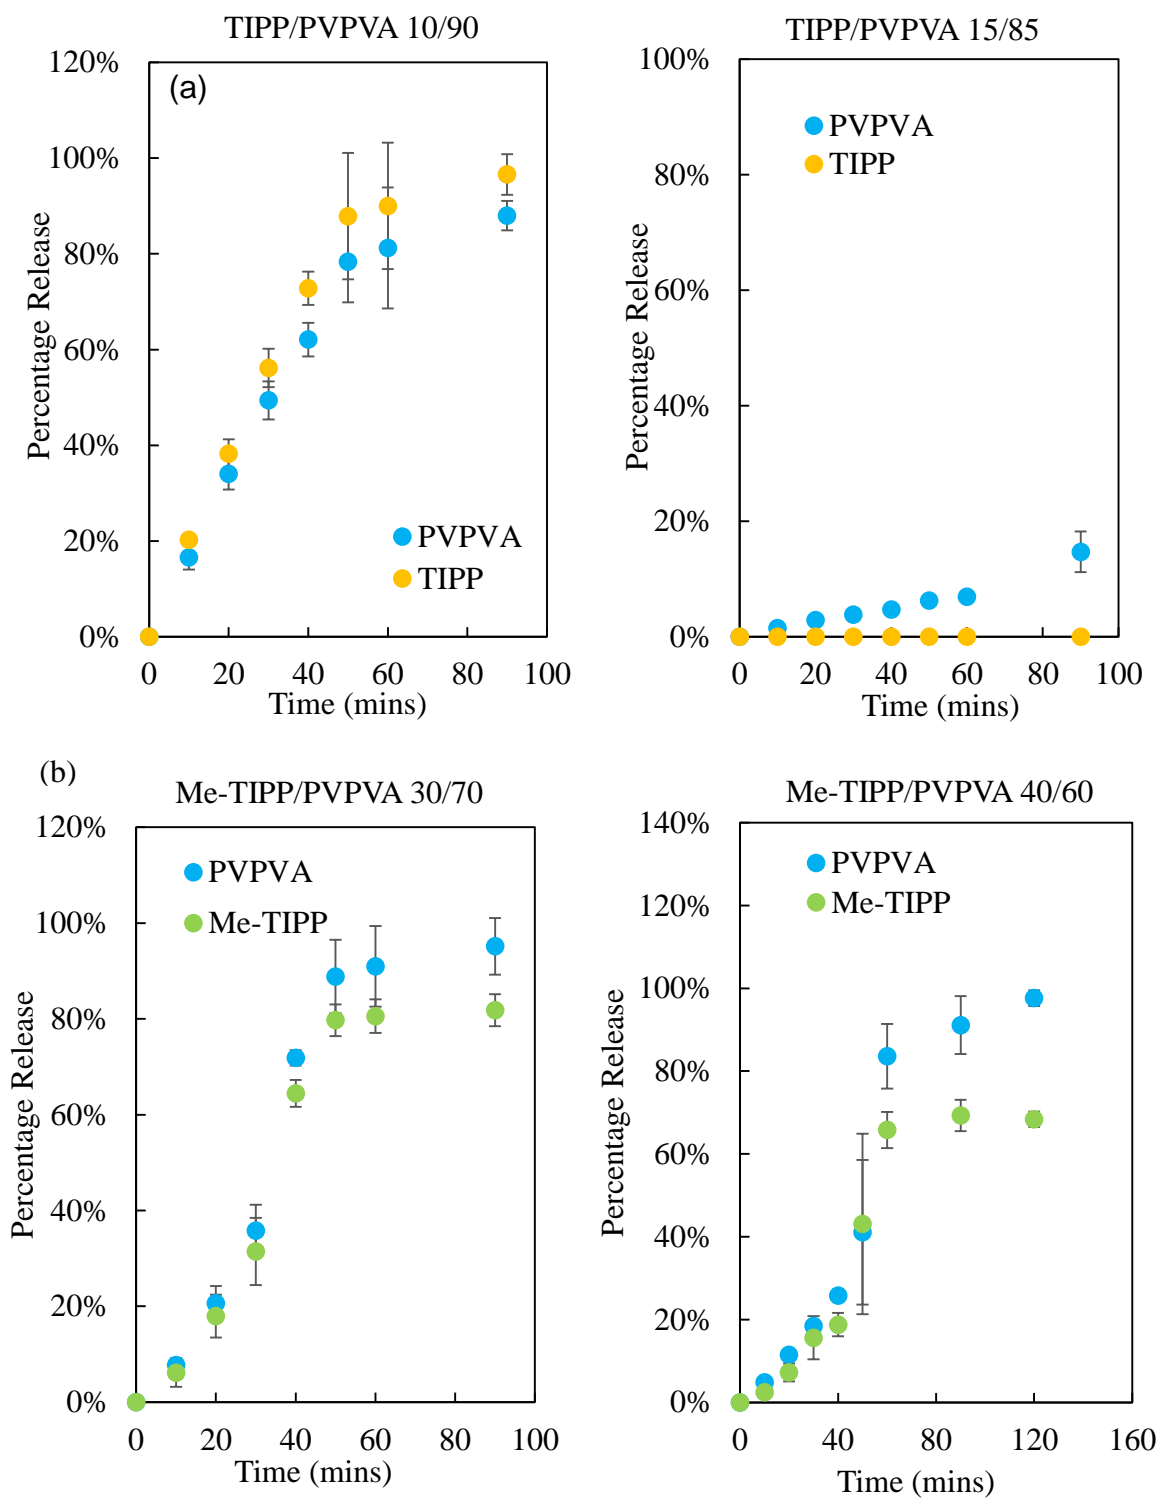 TIPP/PVPVA 10/90
(a)
120%
100%
80%
60%
40%
20%
0%
Percentage Release
PVPVA
TIPP
0 20 40 60 80 100
Time (mins)
TIPP/PVPVA 15/85
100%
80%
60%
40%
20%
0%
Percentage Release
PVPVA
TIPP
0 20 40 60 80 100
Time (mins)
(b)
Me-TIPP/PVPVA 30/70
120%
100%
80%
60%
40%
20%
0%
Percentage Release
PVPVA
Me-TIPP
0 20 40 60 80 100
Time (mins)
Me-TIPP/PVPVA 40/60
140%
120%
100%
80%
60%
40%
20%
0%
Percentage Release
PVPVA
Me-TIPP
0 40 80 120 160
Time (mins)